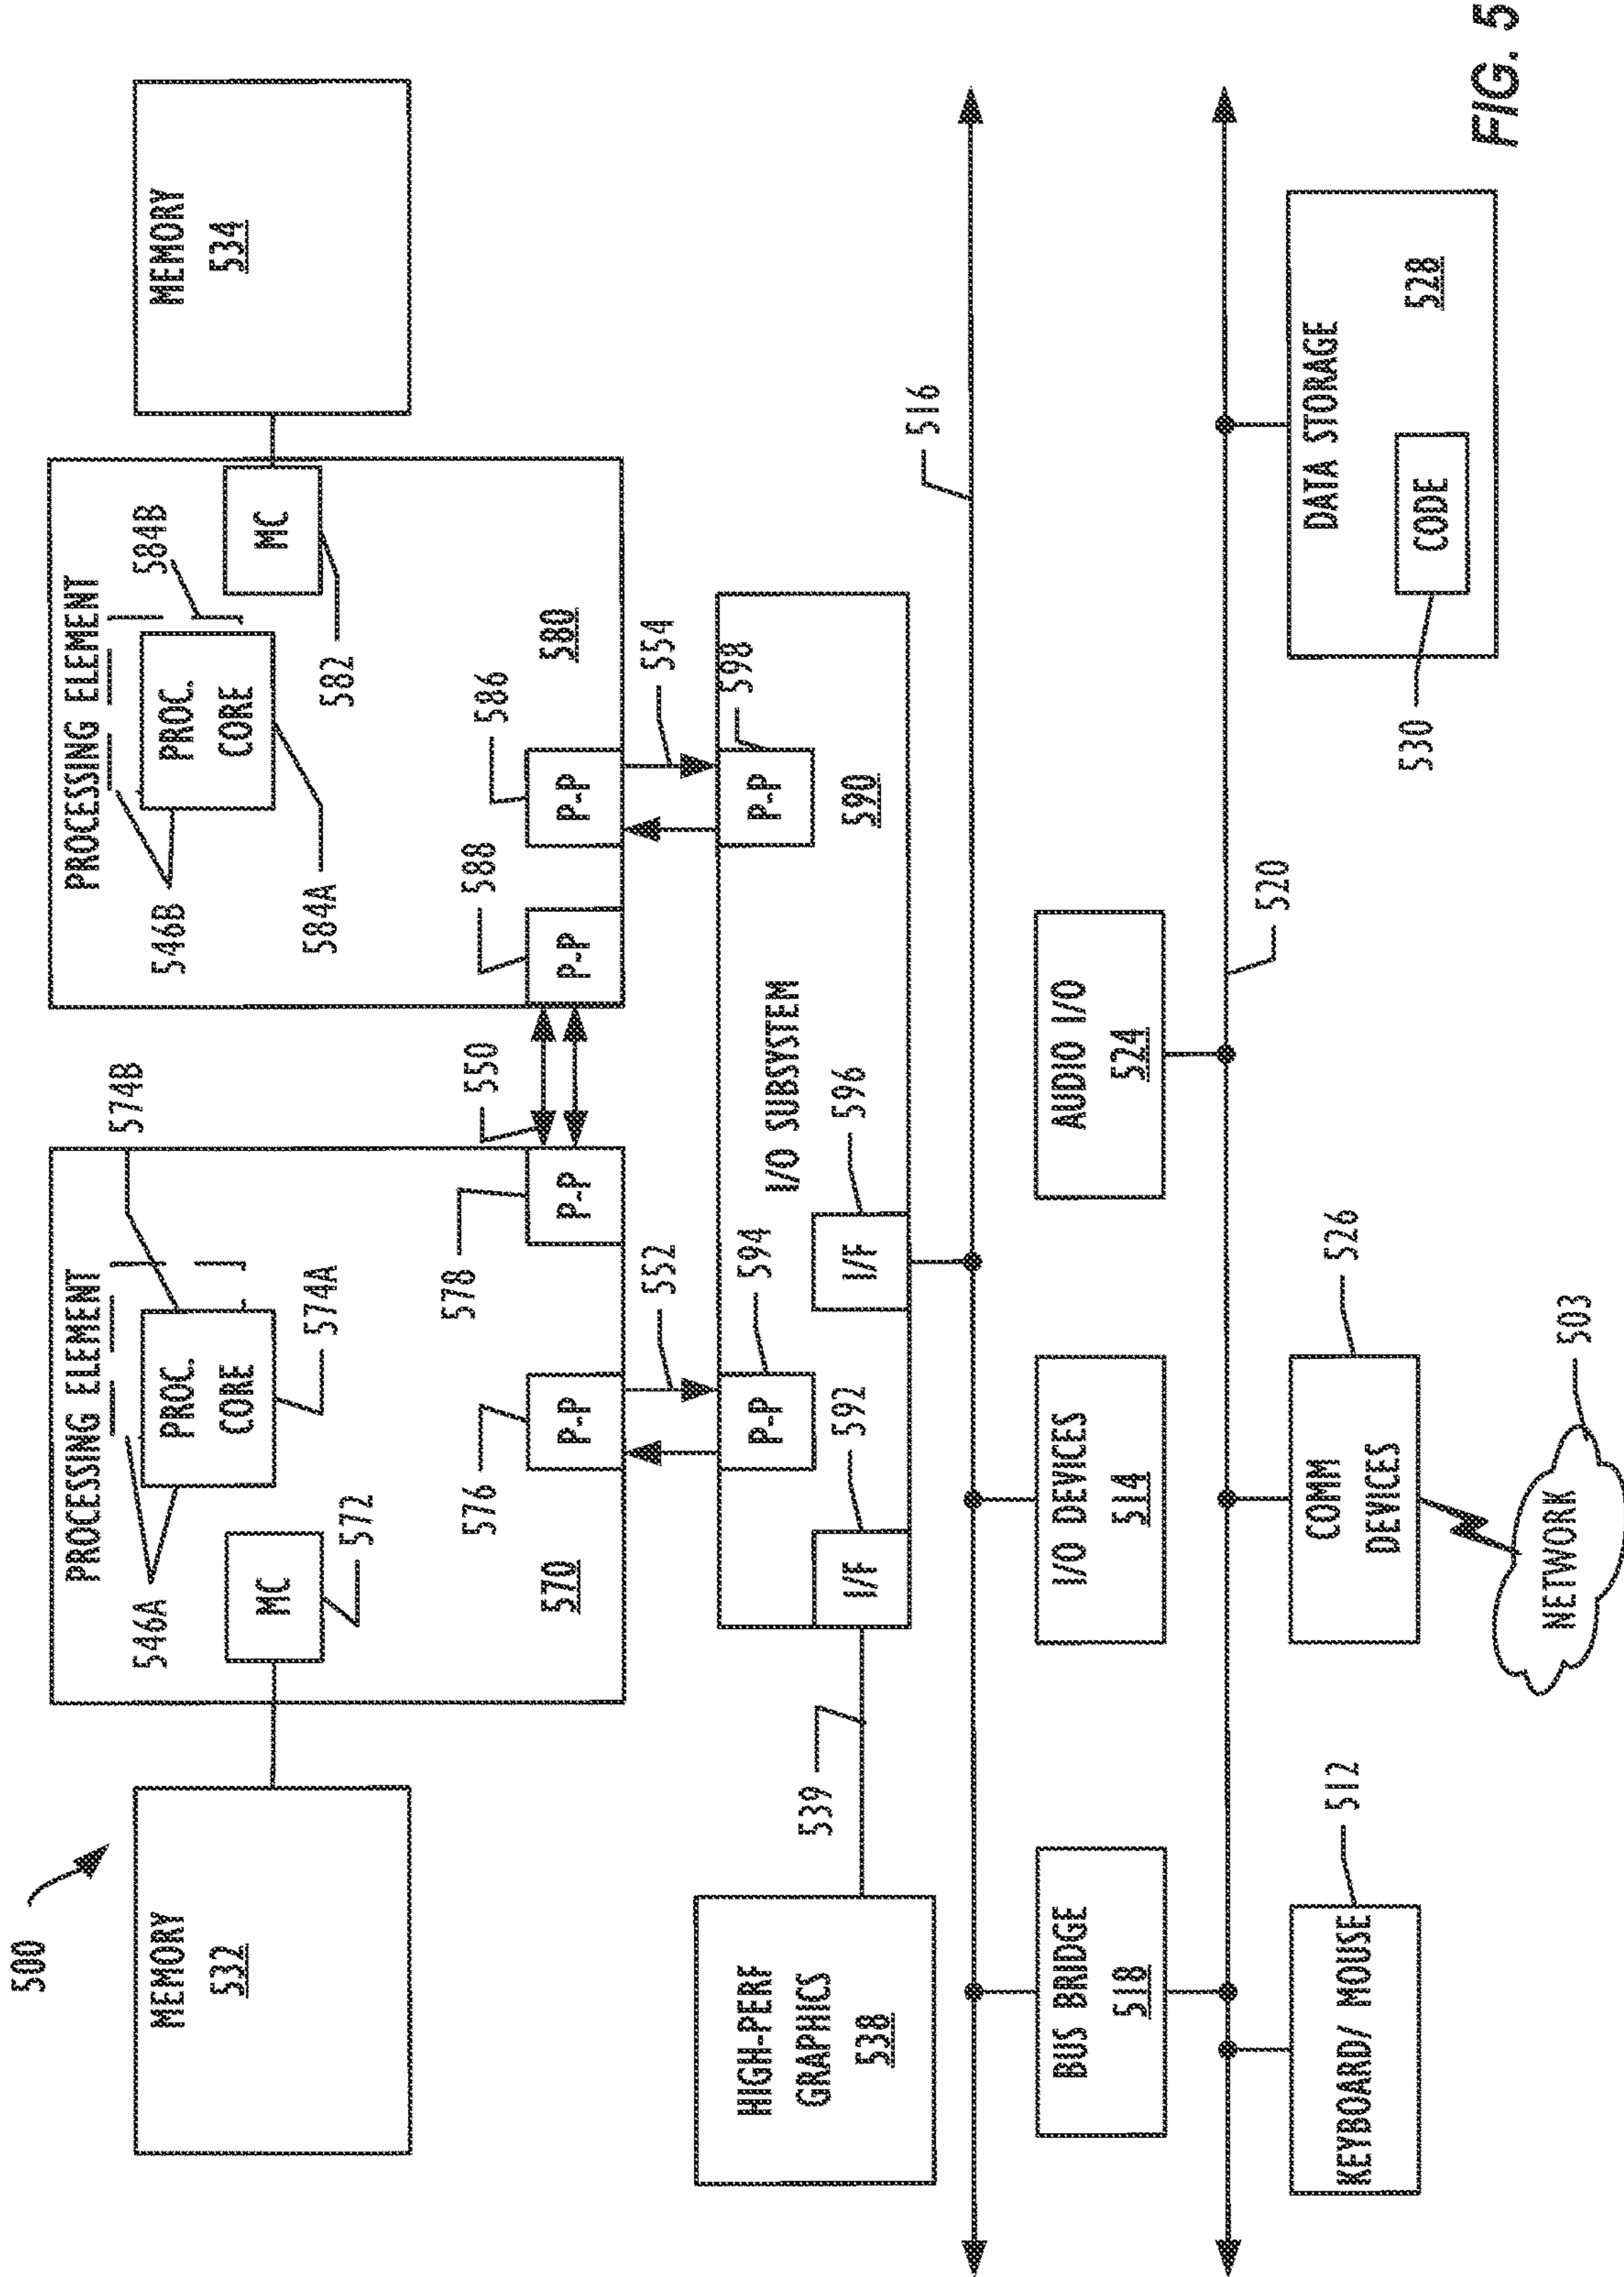 500
MEMORY
532
PROCESSING ELEMENT
546A
PROC.
CORE
574B
574A
MC
572
570
576
P-P
578
P-P
550
PROCESSING ELEMENT
546B
PROC.
CORE
584B
584A
MC
582
580
588
P-P
586
P-P
MEMORY
534
552
554
HIGH-PERF
GRAPHICS
538
539
I/F
592
P-P
594
I/F
596
I/O SUBSYSTEM
P-P
598
590
516
BUS BRIDGE
518
I/O DEVICES
514
AUDIO I/O
524
520
KEYBOARD/ MOUSE
512
COMM
DEVICES
526
NETWORK
503
DATA STORAGE
528
CODE
530
FIG. 5